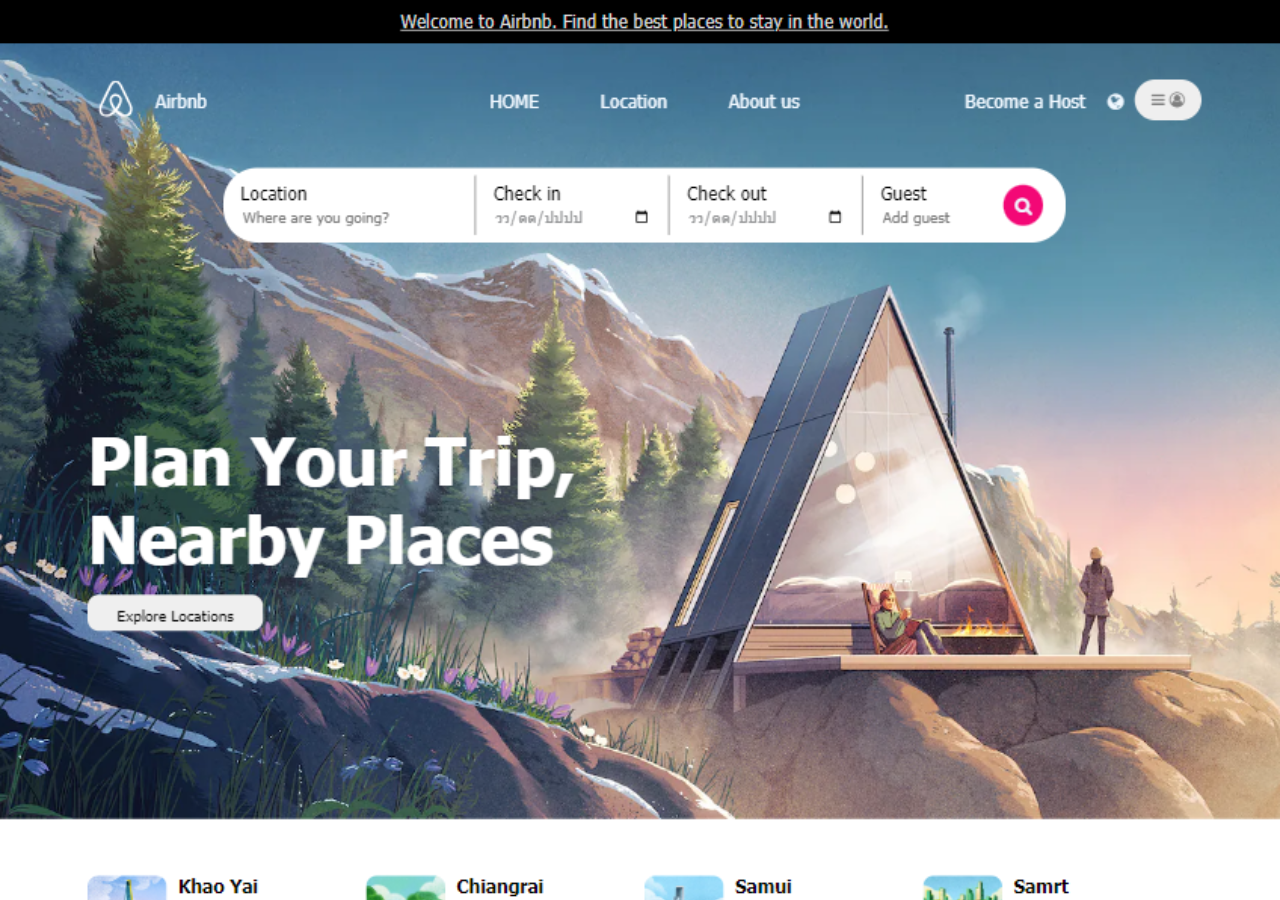 Welcome to Airbnb. Find the best places to stay in the world.
Airbnb HOME Location About us Become a Host
Location Check in Check out Guest
Where are you going? วว/ดด/ปปปป วว/ดด/ปปปป Add guest
Plan Your Trip,
Nearby Places
Explore Locations
Khao Yai Chiangrai Samui Samrt